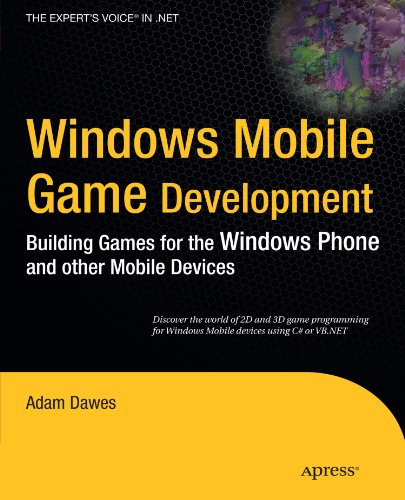 THE EXPERT'S VOICE® IN .NET
Windows Mobile
Game Development
Building Games for the Windows Phone
and other Mobile Devices
Discover the world of 2D and 3D game programming
for Windows Mobile devices using C# or VB.NET
Adam Dawes
Apress®